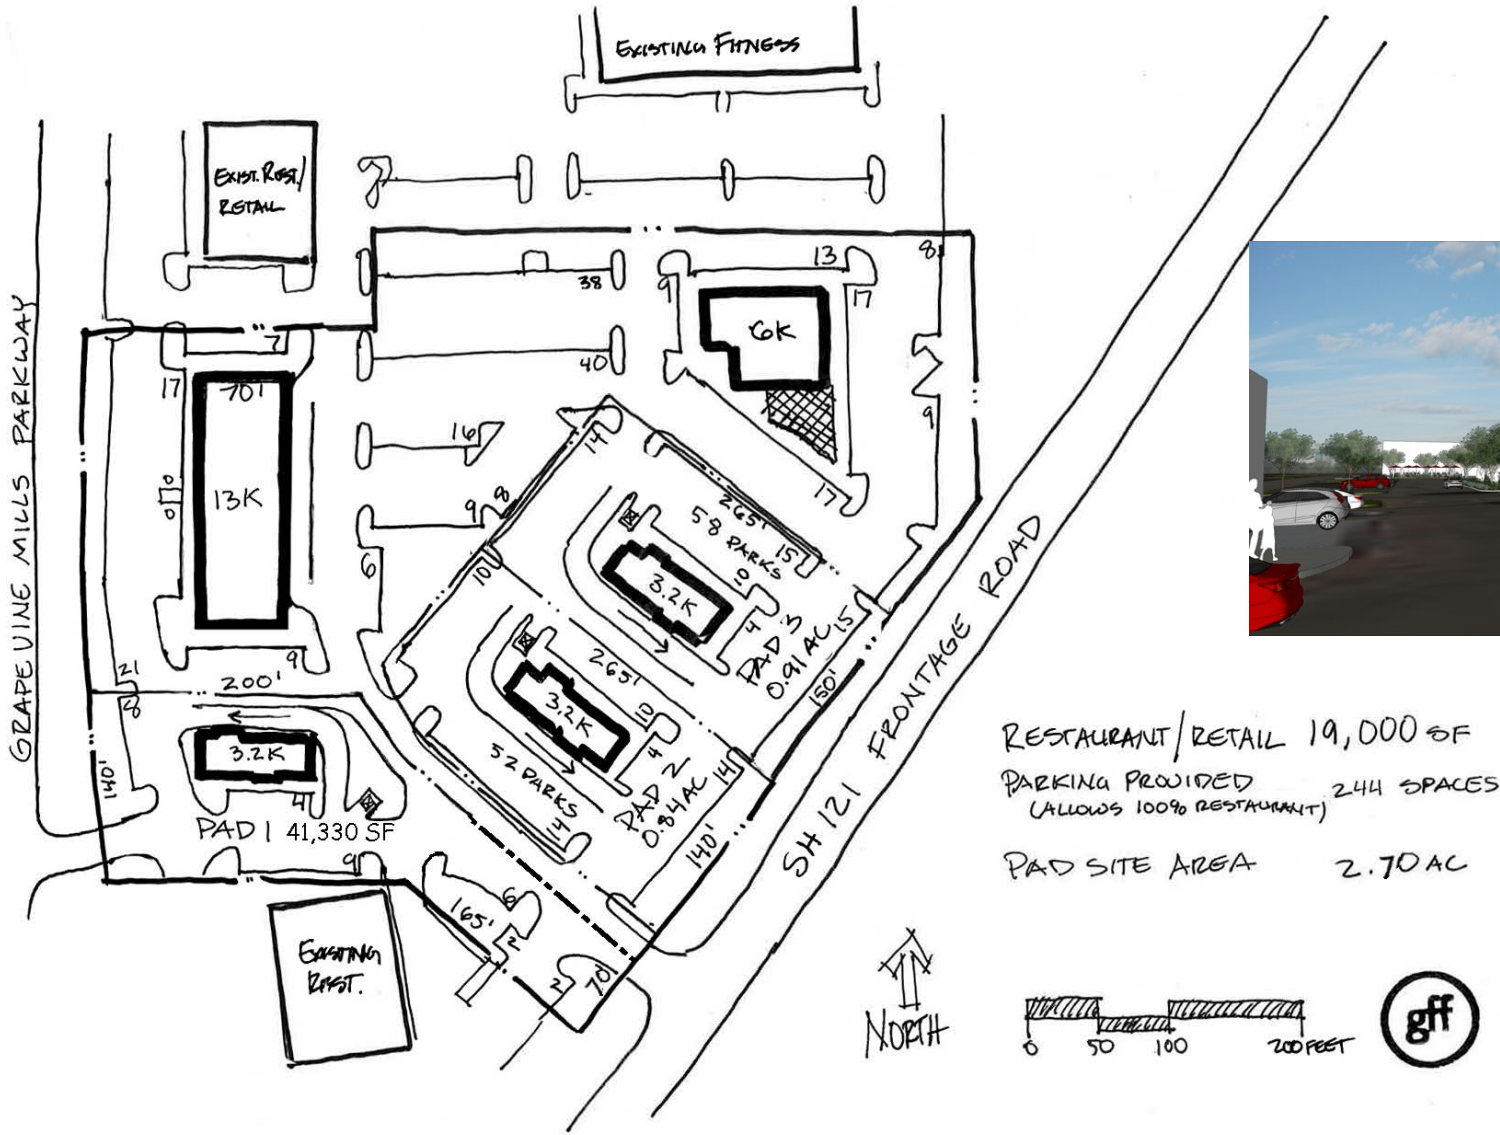 EXISTING FITNESS
EXIST. REST./
RETAIL
GRAPEVINE MILLS PARKWAY
38
13
8
9
17
6K
7
40
17
70'
16
14
9
13K
9
8
265'
58 PARKS
15
10
3.2K
6
10
4
PAD 3
0.91 AC
15
150'
SH 121 FRONTAGE ROAD
265'
3.2K
10
4
52 PARKS
PAD 2
0.84 AC
14
14
140'
21
9
200'
8
3.2K
140'
4
PAD 1 41,330 SF
9
6
165'
2
2
70'
EXISTING
REST.
RESTAURANT/RETAIL 19,000 SF
PARKING PROVIDED 244 SPACES
(ALLOWS 100% RESTAURANT)
PAD SITE AREA 2.70 AC
NORTH
0 50 100 200 FEET
gff